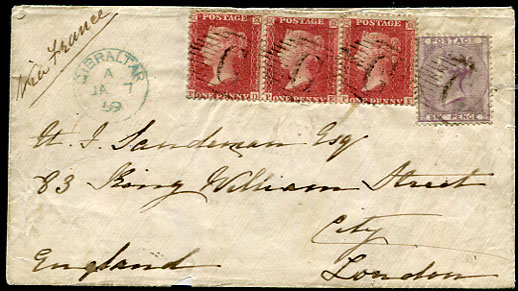 Via France
GIBRALTAR
A
JA 7
59
POSTAGE POSTAGE POSTAGE
ONE PENNY ONE PENNY ONE PENNY
POSTAGE
SIX PENCE
H. J. Sandeman Esq
83 King William Street
City
London
England